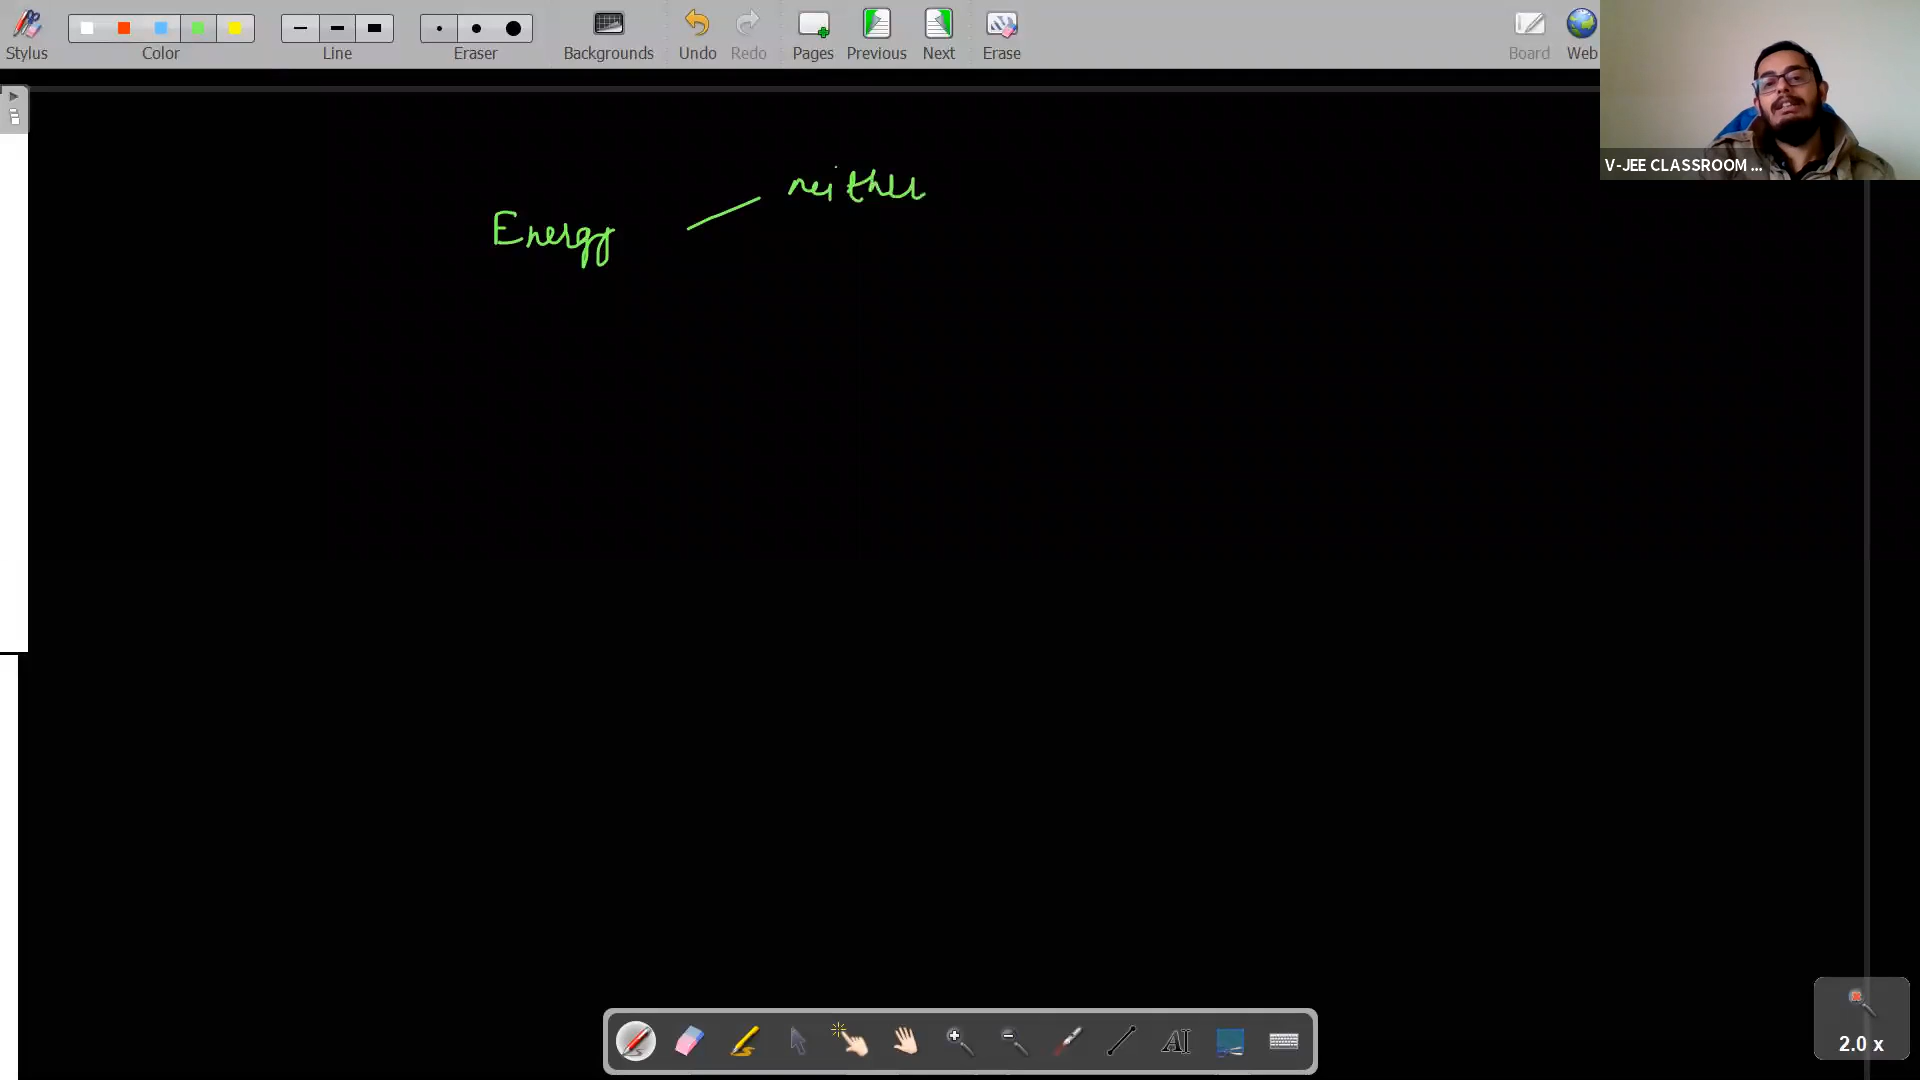 Stylus Color Line Eraser Backgrounds Undo Redo Pages Previous Next Erase Board Web
V-JEE CLASSROOM ...
neither
Energy
2.0 x